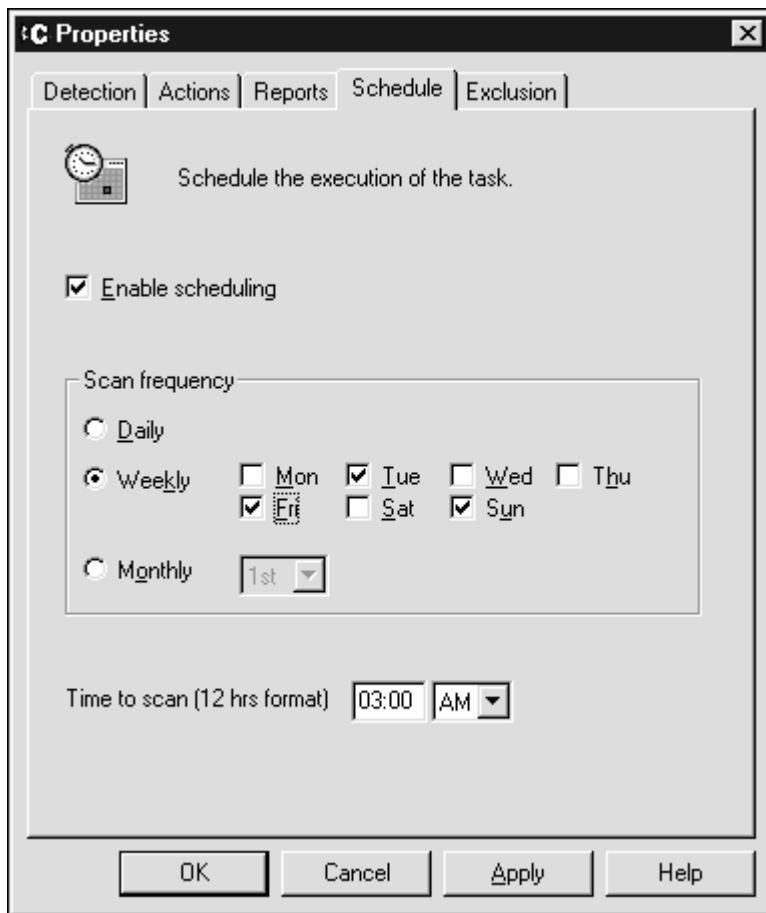 C Properties
Detection Actions Reports Schedule Exclusion
Schedule the execution of the task.
Enable scheduling
Scan frequency
Daily
Weekly Mon Tue Wed Thu
Fri Sat Sun
Monthly 1st
Time to scan (12 hrs format) 03:00 AM
OK Cancel Apply Help